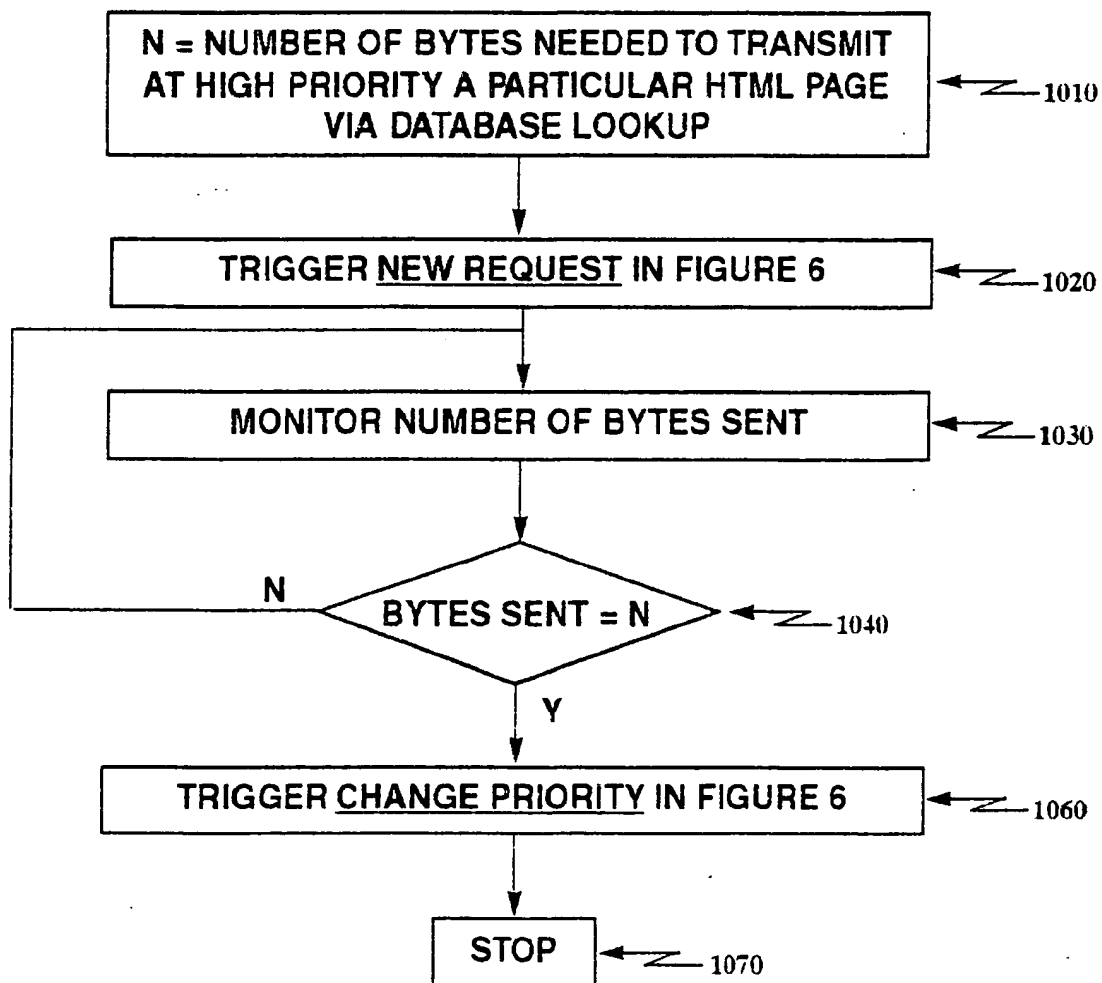 N = NUMBER OF BYTES NEEDED TO TRANSMIT
AT HIGH PRIORITY A PARTICULAR HTML PAGE
VIA DATABASE LOOKUP
1010
TRIGGER NEW REQUEST IN FIGURE 6
1020
MONITOR NUMBER OF BYTES SENT
1030
N
BYTES SENT = N
1040
Y
TRIGGER CHANGE PRIORITY IN FIGURE 6
1060
STOP
1070